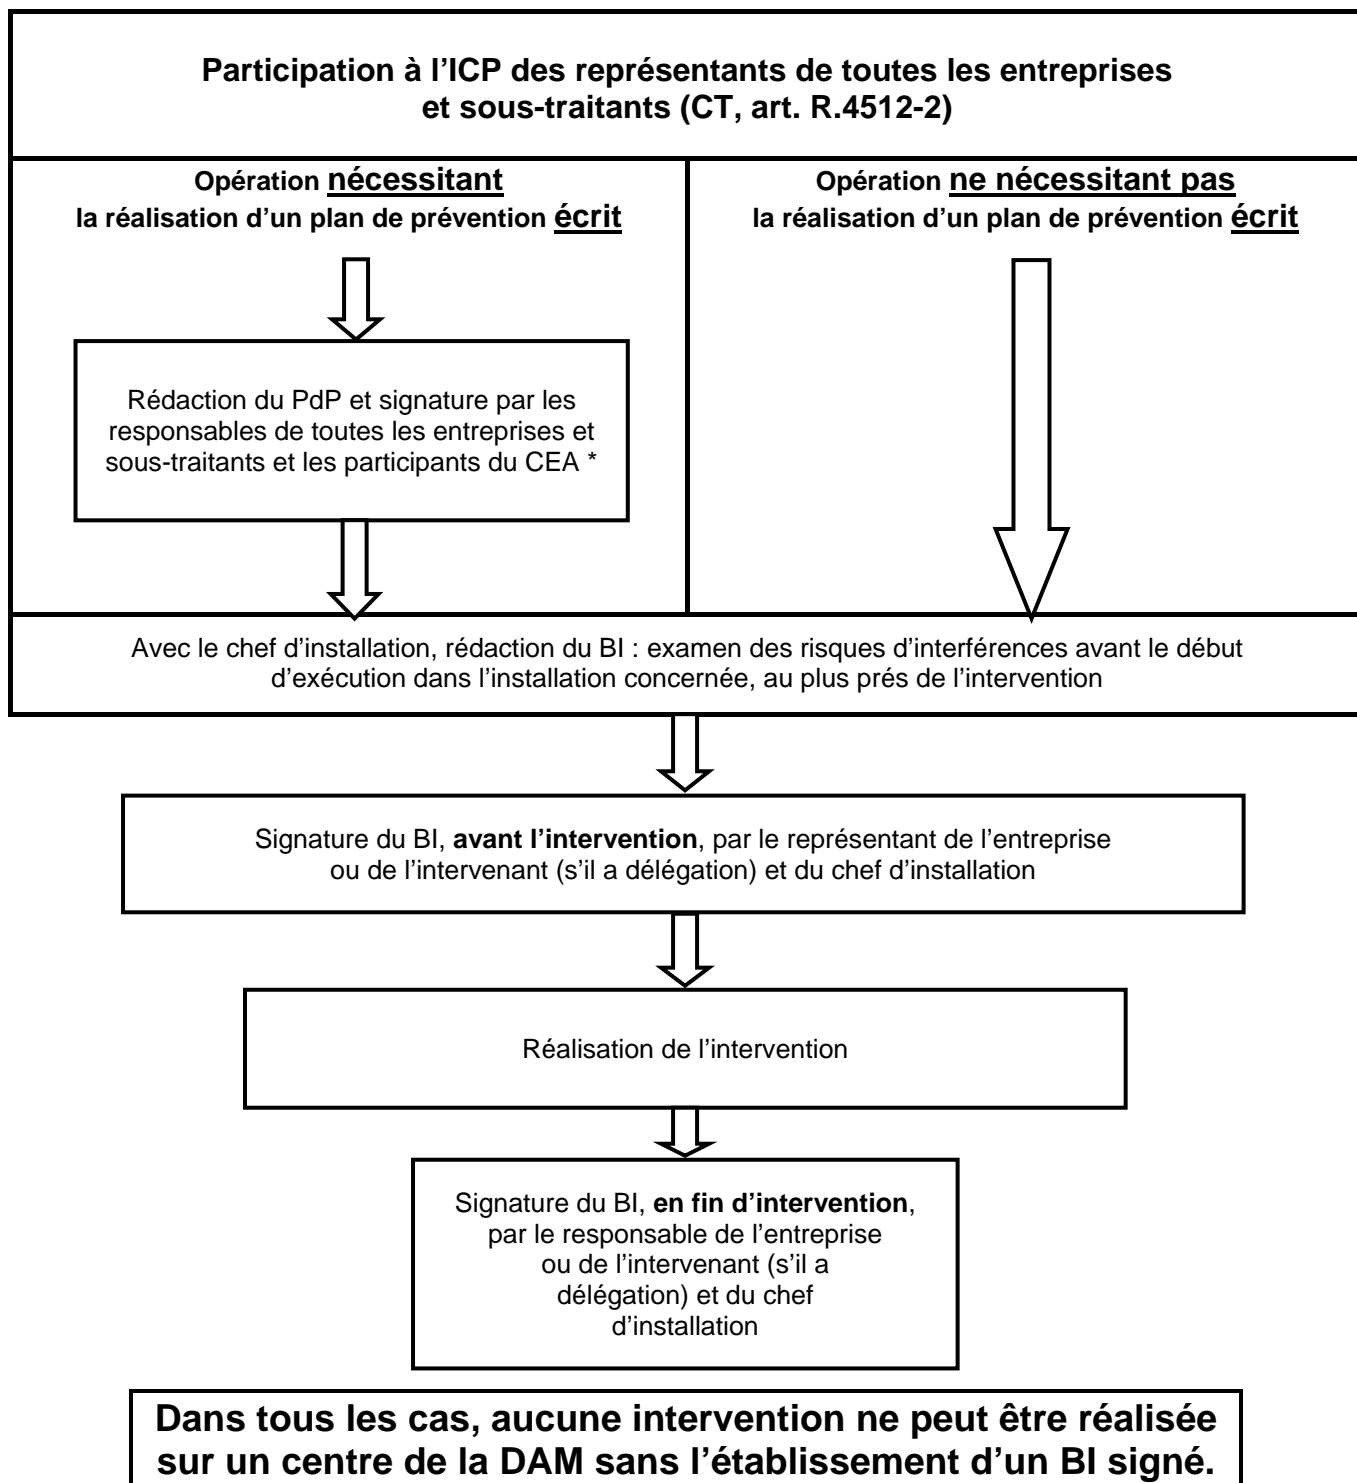 Participation à l’ICP des représentants de toutes les entreprises
et sous-traitants (CT, art. R.4512-2)
Opération nécessitant
la réalisation d’un plan de prévention écrit
Opération ne nécessitant pas
la réalisation d’un plan de prévention écrit
Rédaction du PdP et signature par les
responsables de toutes les entreprises et
sous-traitants et les participants du CEA *
Avec le chef d’installation, rédaction du BI : examen des risques d’interférences avant le début
d’exécution dans l’installation concernée, au plus prés de l’intervention
Signature du BI, avant l’intervention, par le représentant de l’entreprise
ou de l’intervenant (s’il a délégation) et du chef d’installation
Réalisation de l’intervention
Signature du BI, en fin d’intervention,
par le responsable de l’entreprise
ou de l’intervenant (s’il a
délégation) et du chef
d’installation
Dans tous les cas, aucune intervention ne peut être réalisée
sur un centre de la DAM sans l’établissement d’un BI signé.